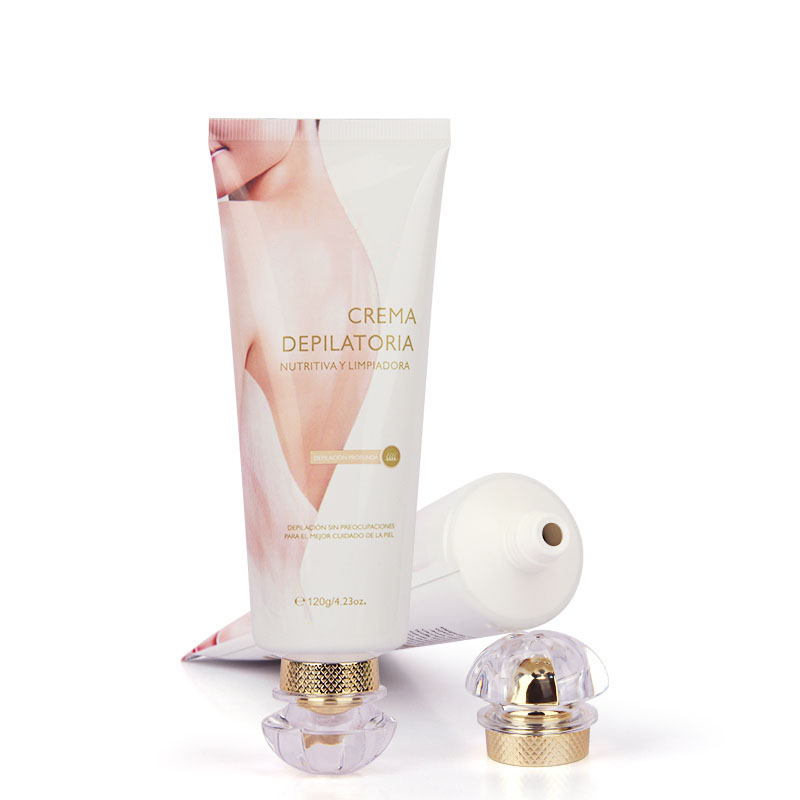 CREMA
DEPILATORIA
NUTRITIVA Y LIMPIADORA
DEPILACIÓN PROFUNDA
DEPILACIÓN SIN PREOCUPACIONES
PARA EL MEJOR CUIDADO DE LA PIEL
℮ 120g/4.23oz.